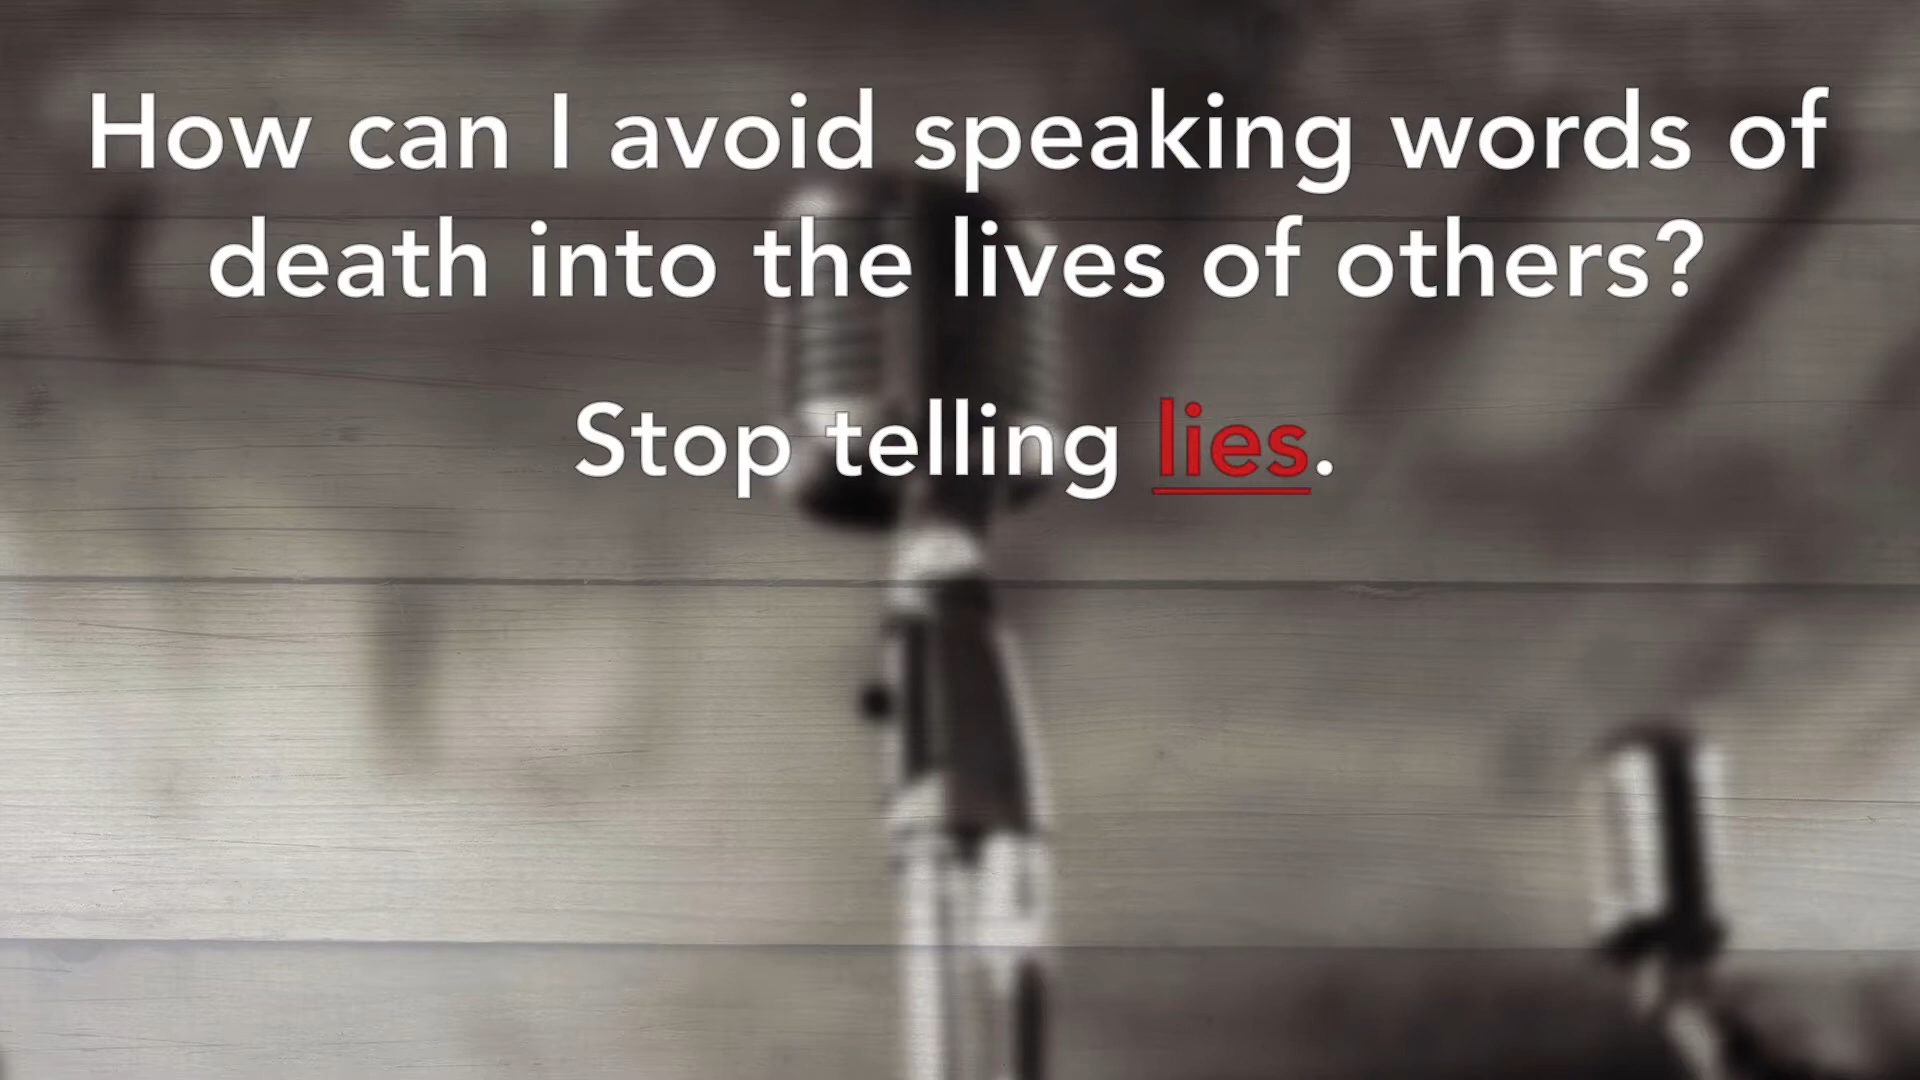 How can I avoid speaking words of
death into the lives of others?
Stop telling lies.